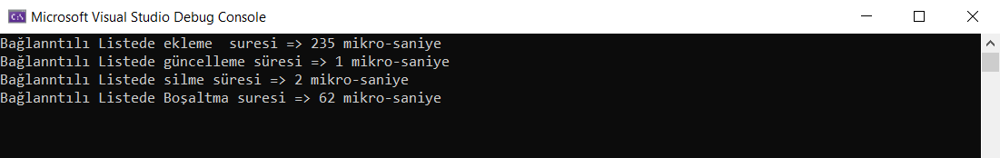 Microsoft Visual Studio Debug Console
Bağlanntılı Listede ekleme  suresi => 235 mikro-saniye
Bağlanntılı Listede güncelleme süresi => 1 mikro-saniye
Bağlanntılı Listede silme süresi => 2 mikro-saniye
Bağlanntılı Listede Boşaltma suresi => 62 mikro-saniye